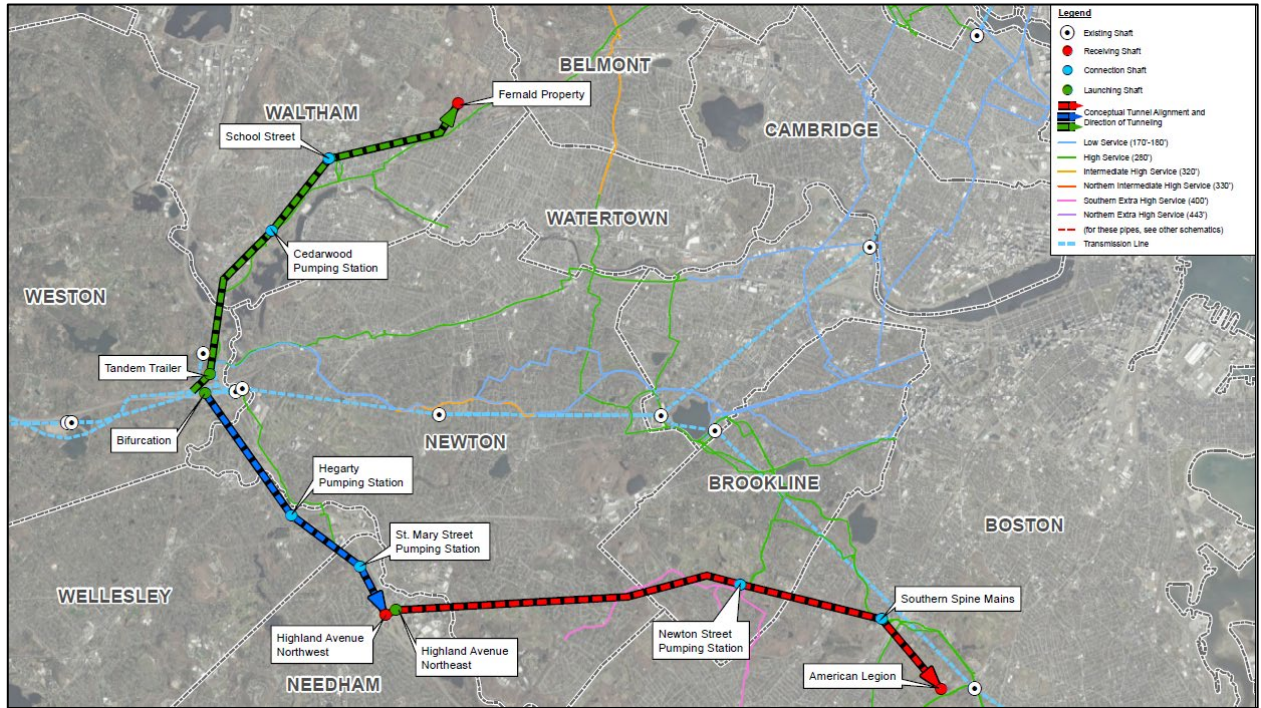 BELMONT
Fernald Property
WALTHAM
School Street
CAMBRIDGE
WATERTOWN
Cedarwood
Pumping Station
WESTON
Tandem Trailer
Bifurcation
NEWTON
Hegarty
Pumping Station
BROOKLINE
BOSTON
St. Mary Street
Pumping Station
WELLESLEY
Southern Spine Mains
Highland Avenue
Northwest
Highland Avenue
Northeast
Newton Street
Pumping Station
American Legion
NEEDHAM
Legend
Existing Shaft
Receiving Shaft
Connection Shaft
Launching Shaft
Conceptual Tunnel Alignment and
Direction of Tunneling
Low Service (170'-180')
High Service (280')
Intermediate High Service (320')
Northern Intermediate High Service (330')
Southern Extra High Service (400')
Northern Extra High Service (443')
(for these pipes, see other schematics)
Transmission Line